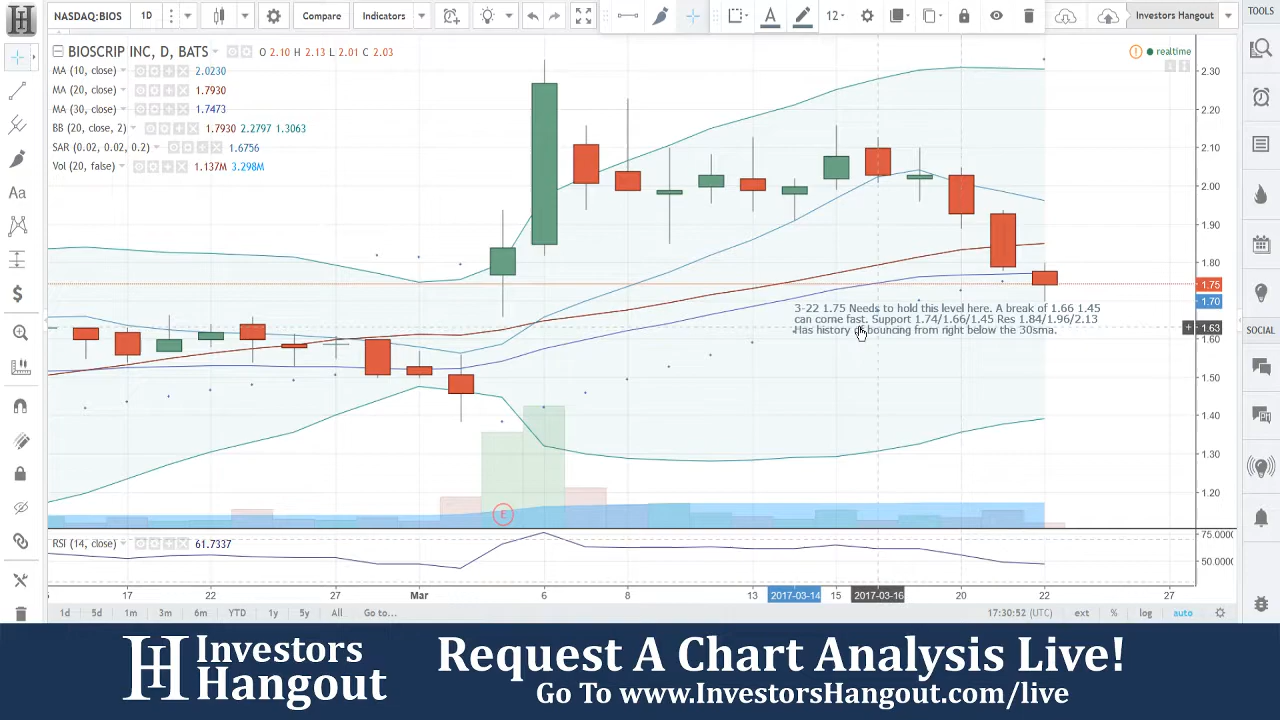 NASDAQ:BIOS 1D Compare Indicators 12 Investors Hangout TOOLS
BIOSCRIP INC, D, BATS O 2.10 H 2.13 L 2.01 C 2.03 realtime
MA (10, close) 2.0230
MA (20, close) 1.7930
MA (30, close) 1.7473
BB (20, close, 2) 1.7930 2.2797 1.3063
SAR (0.02, 0.02, 0.2) 1.6756
Vol (20, false) 1.137M 3.298M
Aa
2.30
2.20
2.10
2.00
1.90
1.80
1.75
1.70
1.63
1.60
1.50
1.40
1.30
1.20
3-22 1.75 Needs to hold this level here. A break of 1.66 1.45
can come fast. Support 1.74/1.66/1.45 Res 1.84/1.96/2.13
Has history of bouncing from right below the 30sma.
SOCIAL
E
RSI (14, close) 61.7337
75.0000
50.0000
17 22 27 Mar 6 8 13 2017-03-14 15 2017-03-16 20 22 27
1d 5d 1m 3m 6m YTD 1y 5y All Go to... 17:30:52 (UTC) ext % log auto
Investors
Hangout
Request A Chart Analysis Live!
Go To www.InvestorsHangout.com/live